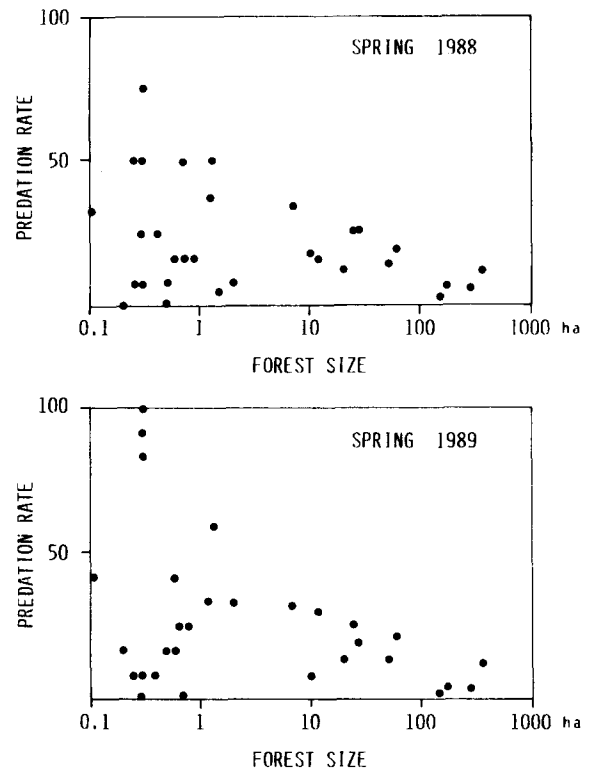 100
SPRING 1988
PREDATION RATE
50
0.1 1 10 100 1000 ha
FOREST SIZE
100
SPRING 1989
PREDATION RATE
50
0.1 1 10 100 1000 ha
FOREST SIZE